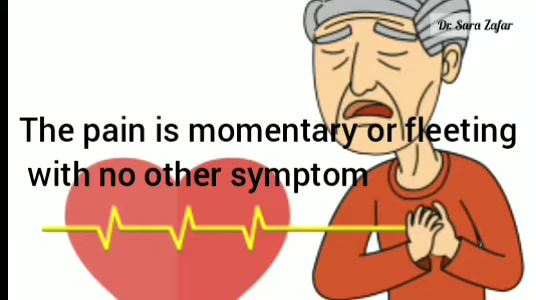 Dr. Sara Zafar
The pain is momentary or fleeting
with no other symptom